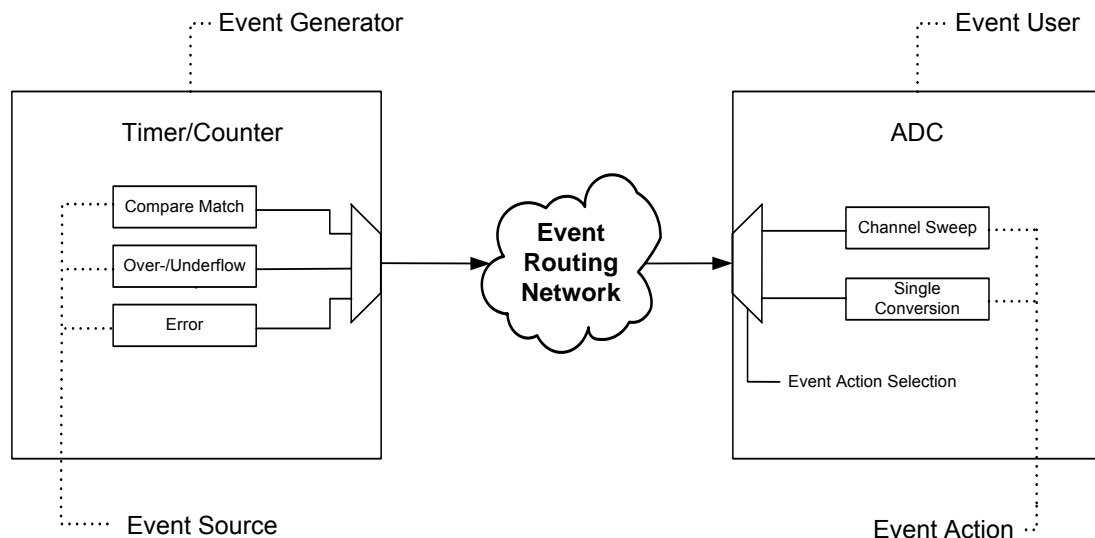 Event Generator
Event User
Timer/Counter
ADC
Compare Match
Over-/Underflow
Error
Event
Routing
Network
Channel Sweep
Single
Conversion
Event Action Selection
Event Source
Event Action